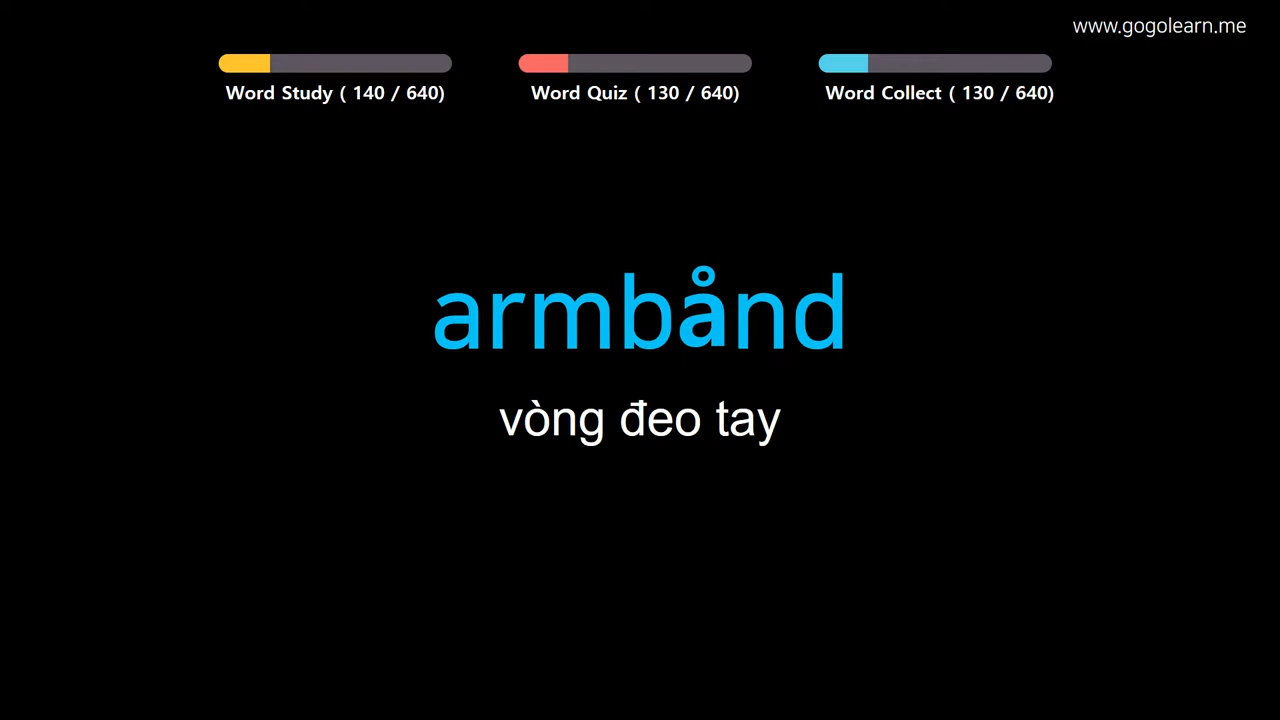 www.gogolearn.me
Word Study ( 140 / 640)
Word Quiz ( 130 / 640)
Word Collect ( 130 / 640)
armbånd
vòng đeo tay